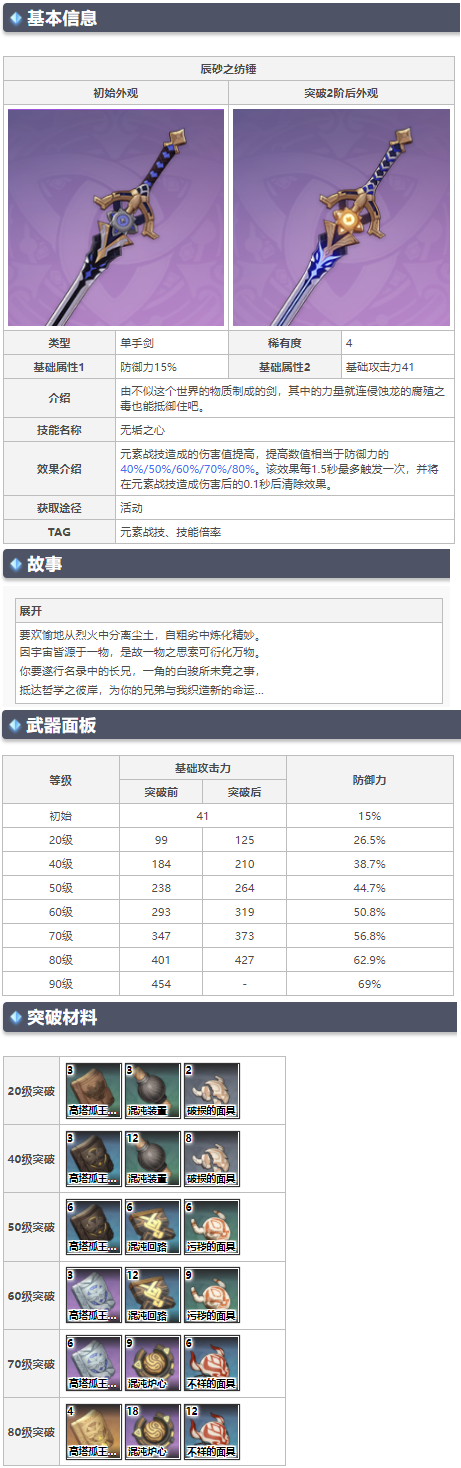 基本信息
辰砂之纺锤
初始外观 突破2阶后外观
类型 单手剑 稀有度 4
基础属性1 防御力15% 基础属性2 基础攻击力41
介绍 由不似这个世界的物质制成的剑，其中的力量就连侵蚀龙的腐殖之
毒也能抵御住吧。
技能名称 无垢之心
效果介绍 元素战技造成的伤害值提高，提高数值相当于防御力的
40%/50%/60%/70%/80%。该效果每1.5秒最多触发一次，并将
在元素战技造成伤害后的0.1秒后清除效果。
获取途径 活动
TAG 元素战技、技能倍率
故事
展开
要欢愉地从烈火中分离尘土，自粗劣中炼化精妙。
因宇宙皆源于一物，是故一物之思索可衍化万物。
你要遂行名录中的长兄，一角的白骏所未竟之事，
抵达哲学之彼岸，为你的兄弟与我织造新的命运...
武器面板
等级 基础攻击力 防御力
突破前 突破后
初始 41 15%
20级 99 125 26.5%
40级 184 210 38.7%
50级 238 264 44.7%
60级 293 319 50.8%
70级 347 373 56.8%
80级 401 427 62.9%
90级 454 - 69%
突破材料
20级突破 3 高塔孤王... 3 混沌装置 2 破损的面具
40级突破 3 高塔孤王... 12 混沌装置 8 破损的面具
50级突破 6 高塔孤王... 6 混沌回路 6 污秽的面具
60级突破 3 高塔孤王... 12 混沌回路 9 污秽的面具
70级突破 6 高塔孤王... 9 混沌炉心 6 不祥的面具
80级突破 4 高塔孤王... 18 混沌炉心 12 不祥的面具